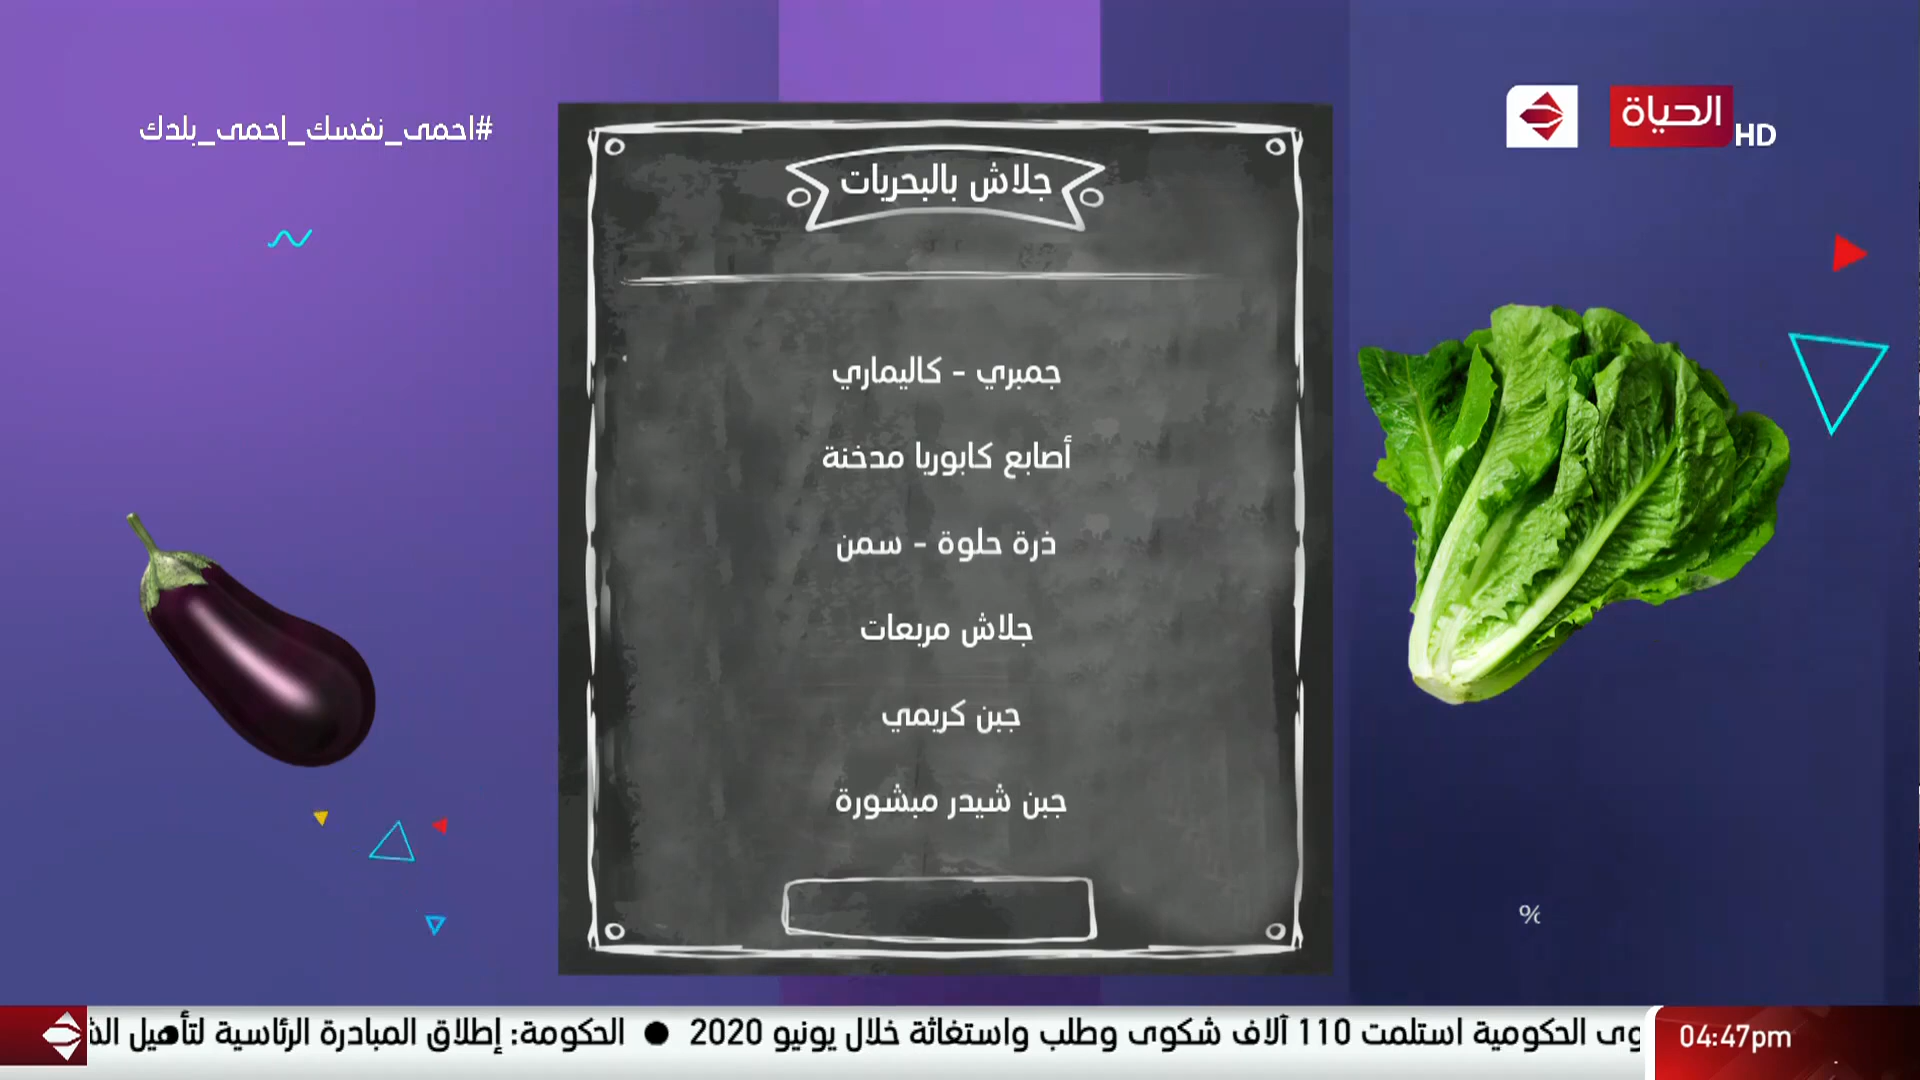 #احمى_نفسك_احمى_بلدك
الحياة HD
جلاش بالبحريات
جمبري - كاليماري
أصابع كابوريا مدخنة
ذرة حلوة - سمن
جلاش مربعات
جبن كريمي
جبن شيدر مبشورة
%
وى الحكومية استلمت 110 آلاف شكوى وطلب واستغاثة خلال يونيو 2020 ● الحكومة: إطلاق المبادرة الرئاسية لتأهيل
04:47pm